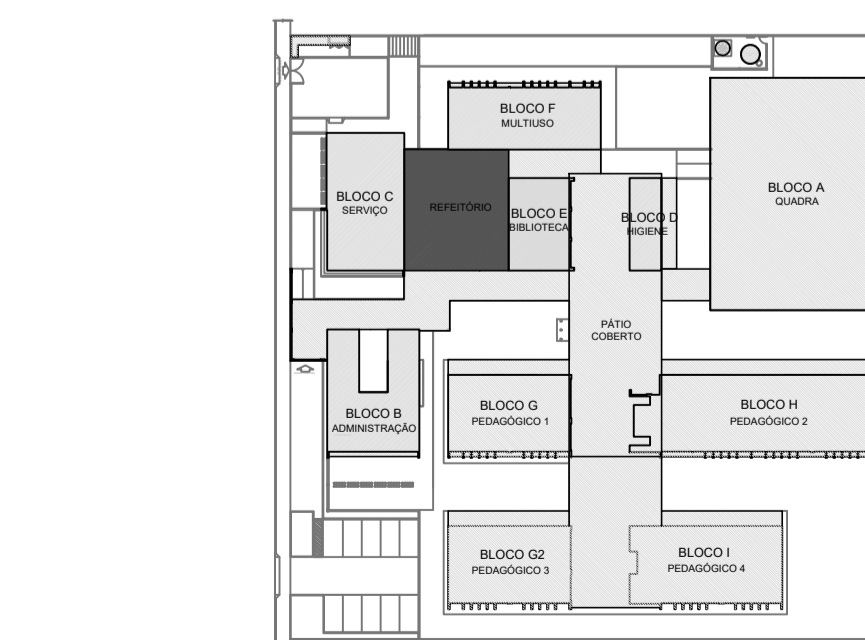 BLOCO F
MULTIUSO
BLOCO A
QUADRA
BLOCO C
SERVIÇO
REFEITÓRIO
BLOCO E
BIBLIOTECA
BLOCO D
HIGIENE
PÁTIO
COBERTO
BLOCO B
ADMINISTRAÇÃO
BLOCO G
PEDAGÓGICO 1
BLOCO H
PEDAGÓGICO 2
BLOCO G2
PEDAGÓGICO 3
BLOCO I
PEDAGÓGICO 4